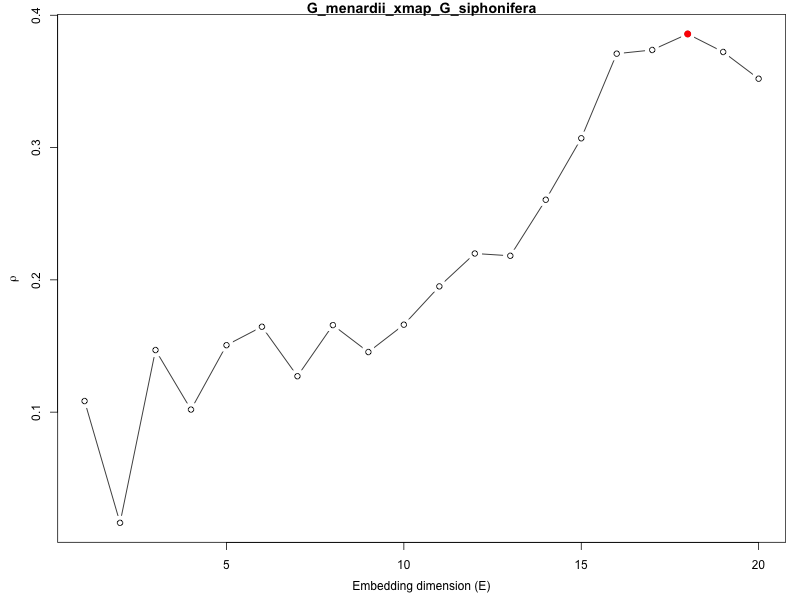 G_menardii_xmap_G_siphonifera
0.4
0.3
0.2
0.1
ρ
5 10 15 20
Embedding dimension (E)